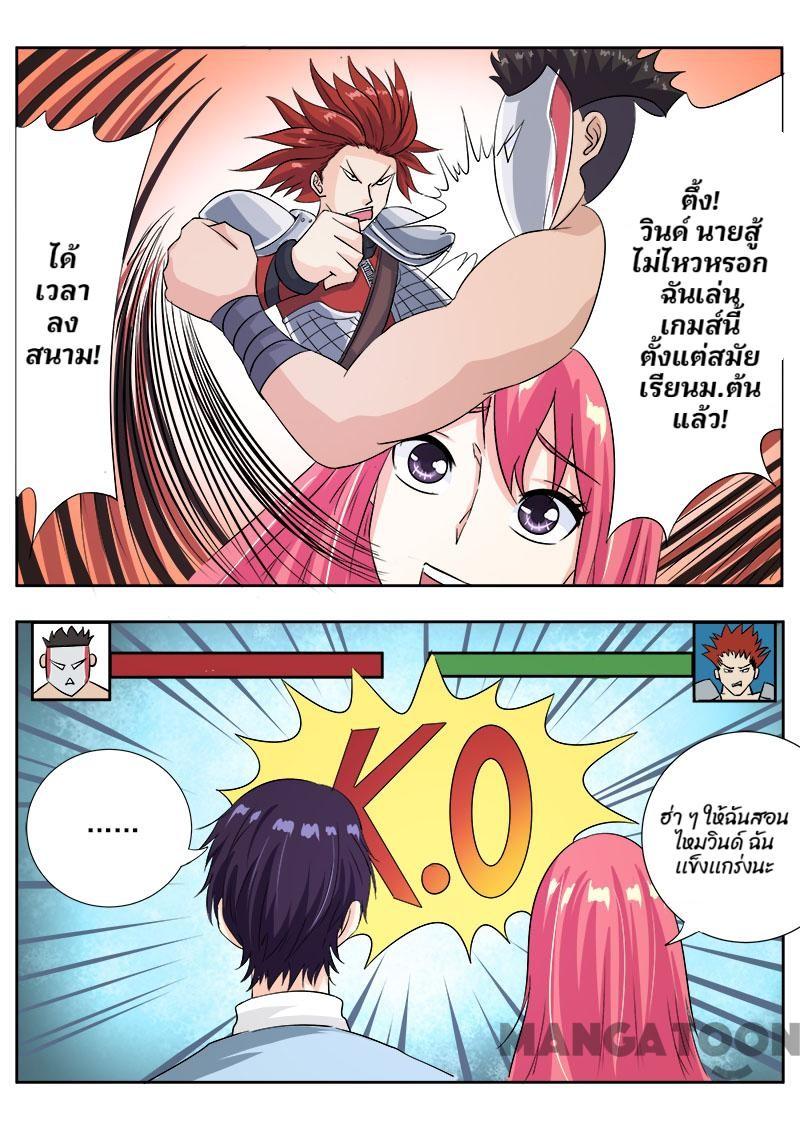 ตึ้ง!
วินด์ นายสู้
ไม่ไหวหรอก
ฉันเล่น
เกมส์นี้
ตั้งแต่สมัย
เรียนม.ต้น
แล้ว!
ได้
เวลา
ลง
สนาม!
K.O
......
ฮ่า ๆ ให้ฉันสอน
ไหมวินด์ ฉัน
แข็งแกร่งนะ
MANGA TOON